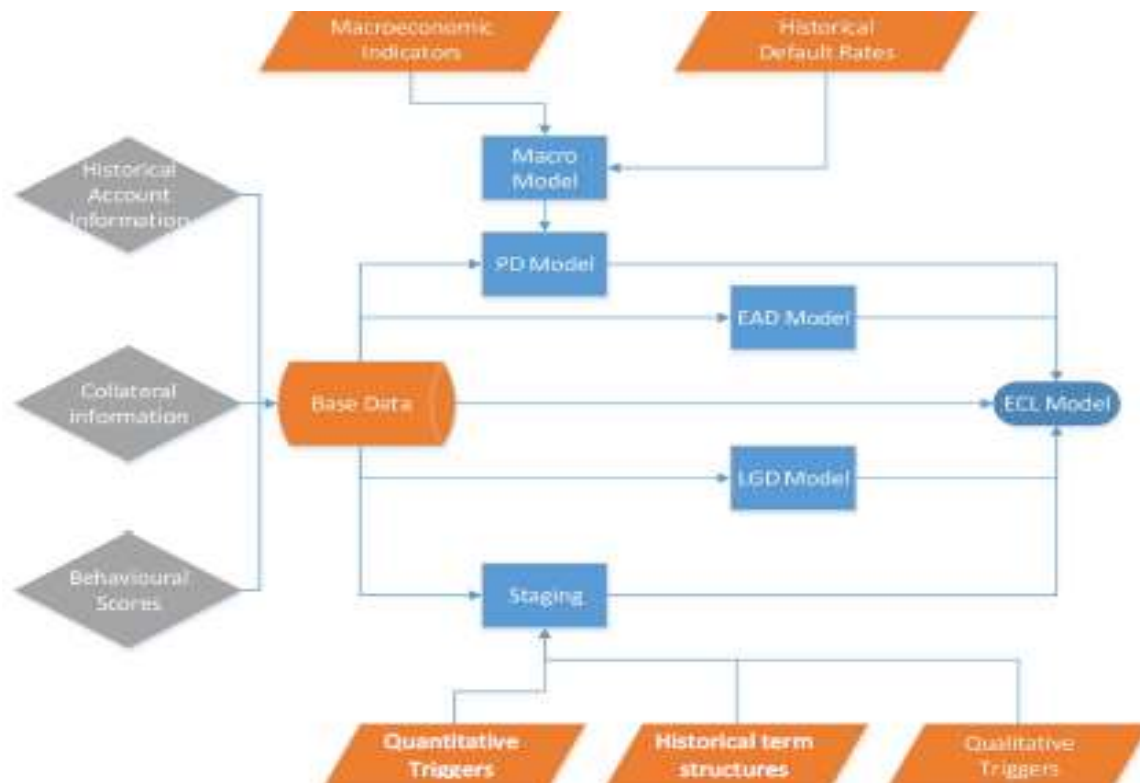 Macroeconomic
Indicators
Historical
Default Rates
Historical
Account
Information
Macro
Model
PD Model
EAD Model
Collateral
information
Base Data
ECL Model
LGD Model
Behavioural
Scores
Staging
Quantitative
Triggers
Historical term
structures
Qualitative
Triggers